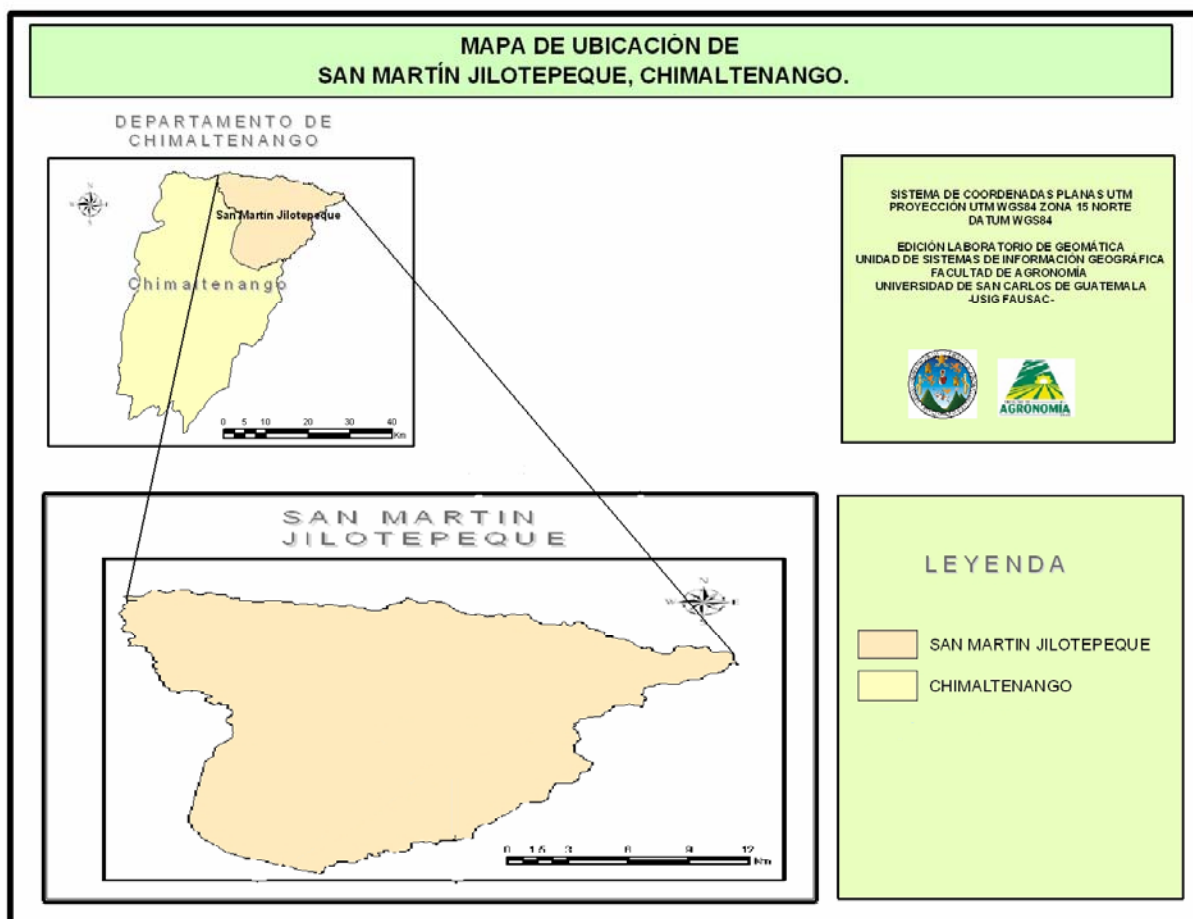 MAPA DE UBICACIÓN DE
SAN MARTÍN JILOTEPEQUE, CHIMALTENANGO.
DEPARTAMENTO DE
CHIMALTENANGO
N
San Martin Jilotepeque
Chimaltenango
0 5 10 20 30 40
Km
SISTEMA DE COORDENADAS PLANAS UTM
PROYECCIÓN UTM WGS84 ZONA 15 NORTE
DATUM WGS84
EDICIÓN LABORATORIO DE GEOMÁTICA
UNIDAD DE SISTEMAS DE INFORMACIÓN GEOGRÁFICA
FACULTAD DE AGRONOMÍA
UNIVERSIDAD DE SAN CARLOS DE GUATEMALA
-USIG FAUSAC-
AGRONOMÍA
SAN MARTIN
JILOTEPEQUE
N
W E
S
0 1.5 3 6 9 12
Km
LEYENDA
SAN MARTIN JILOTEPEQUE
CHIMALTENANGO